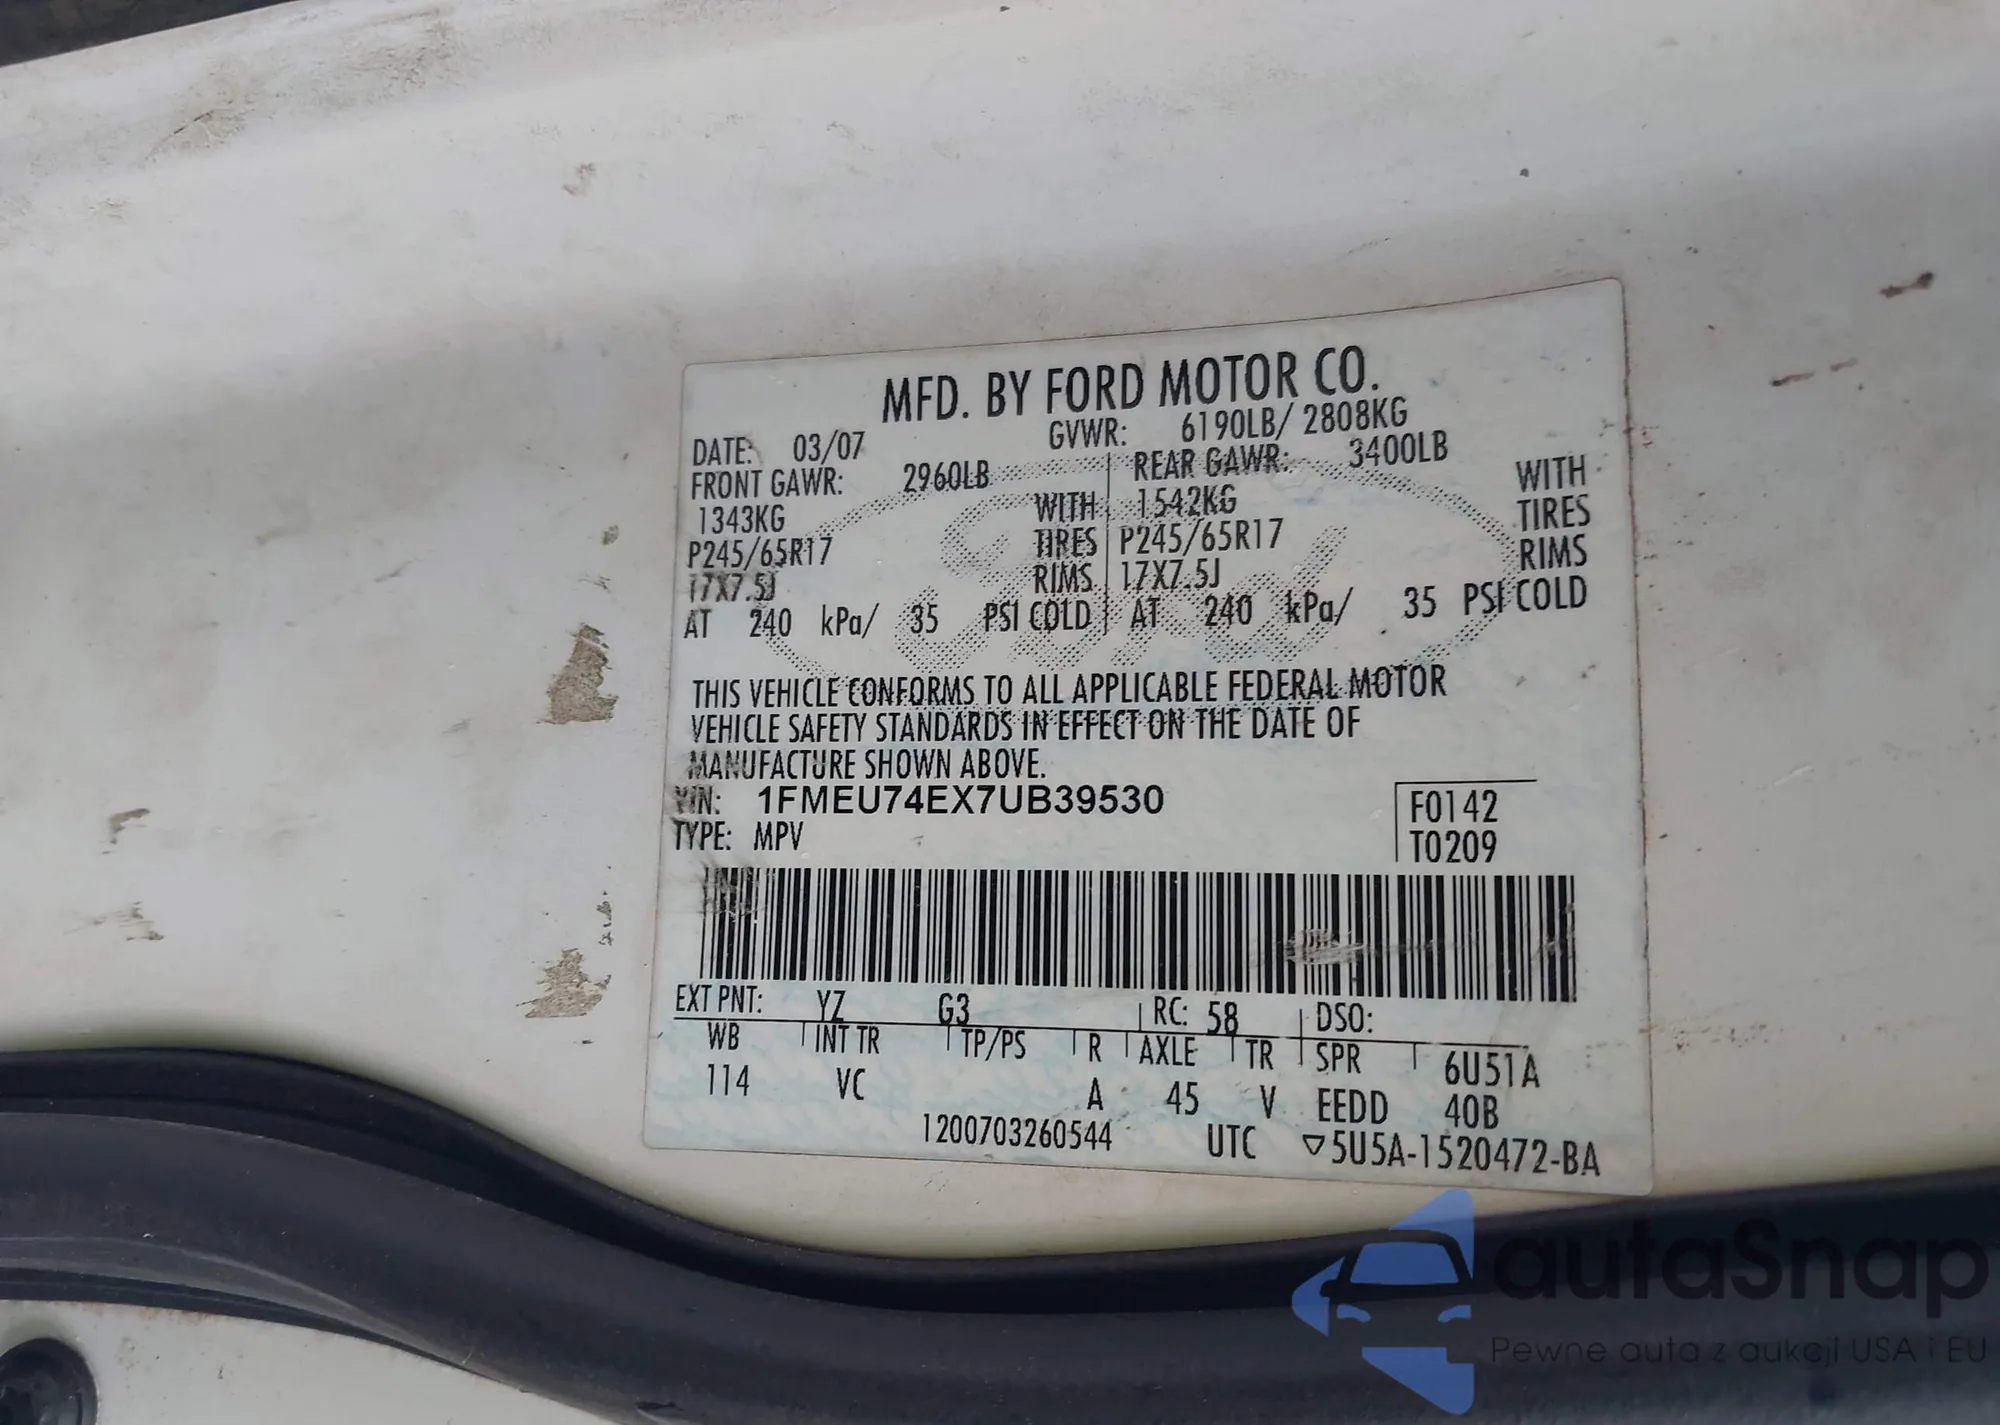 MFD. BY FORD MOTOR CO.
DATE: 03/07 GVWR: 6190LB/ 2808KG
FRONT GAWR: 2960LB REAR GAWR: 3400LB
1343KG WITH 1542KG WITH
P245/65R17 TIRES P245/65R17 TIRES
17X7.5J RIMS 17X7.5J RIMS
AT 240 kPa/ 35 PSI COLD AT 240 kPa/ 35 PSI COLD
THIS VEHICLE CONFORMS TO ALL APPLICABLE FEDERAL MOTOR
VEHICLE SAFETY STANDARDS IN EFFECT ON THE DATE OF
MANUFACTURE SHOWN ABOVE.
VIN: 1FMEU74EX7UB39530
TYPE: MPV
F0142
T0209
EXT PNT: YZ G3 RC: 58 DSO:
WB INT TR TP/PS R AXLE TR SPR 6U51A
114 VC A 45 V EEDD 40B
1200703260544 UTC ▽5U5A-1520472-BA
Ford
autaSnap
Pewne auta z aukcji USA i EU